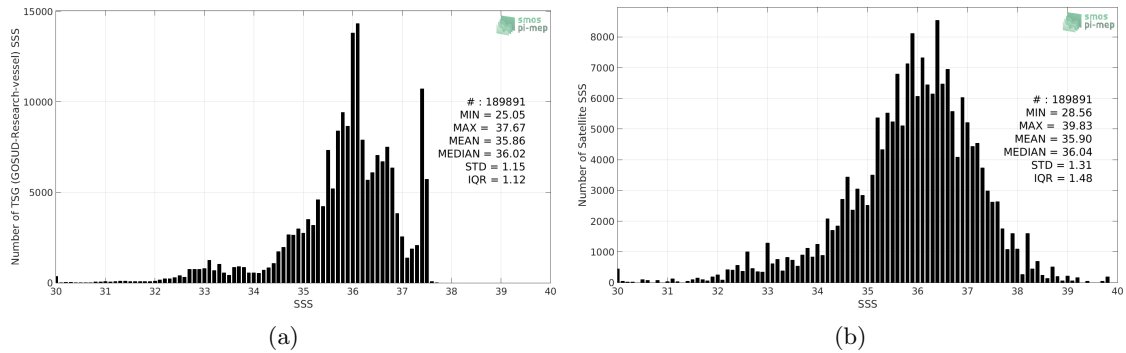 15000
10000
5000
0
Number of TSG (GOSUD-Research-vessel) SSS
30 31 32 33 34 35 36 37 38 39 40
SSS
smos
pi-mep
# : 189891
MIN = 25.05
MAX = 37.67
MEAN = 35.86
MEDIAN = 36.02
STD = 1.15
IQR = 1.12
(a)
8000
7000
6000
5000
4000
3000
2000
1000
0
Number of Satellite SSS
30 31 32 33 34 35 36 37 38 39 40
SSS
smos
pi-mep
# : 189891
MIN = 28.56
MAX = 39.83
MEAN = 35.90
MEDIAN = 36.04
STD = 1.31
IQR = 1.48
(b)